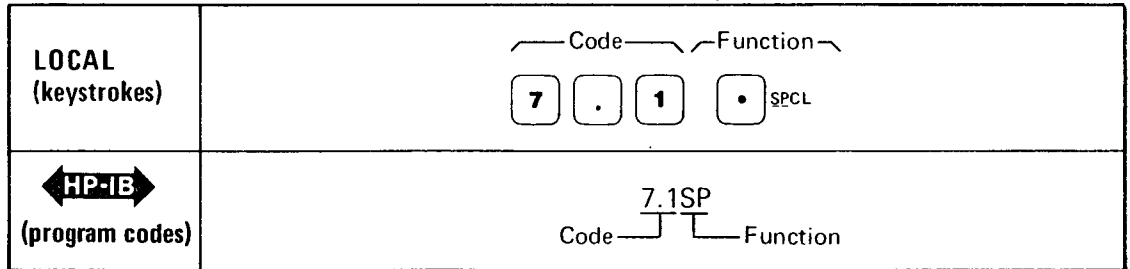 LOCAL
(keystrokes)
Code Function
7 . 1 • SPCL
HP-IB
(program codes)
7.1SP
Code Function